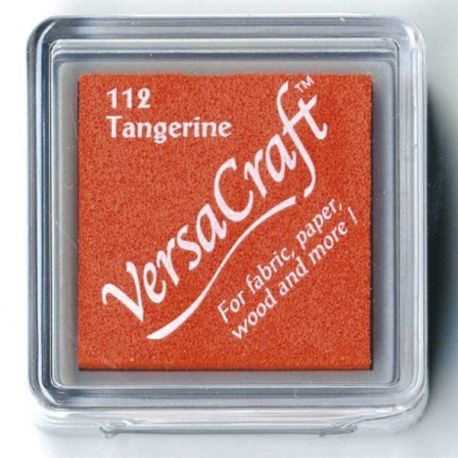 112
Tangerine
VersaCraft™
For fabric, paper,
wood and more !